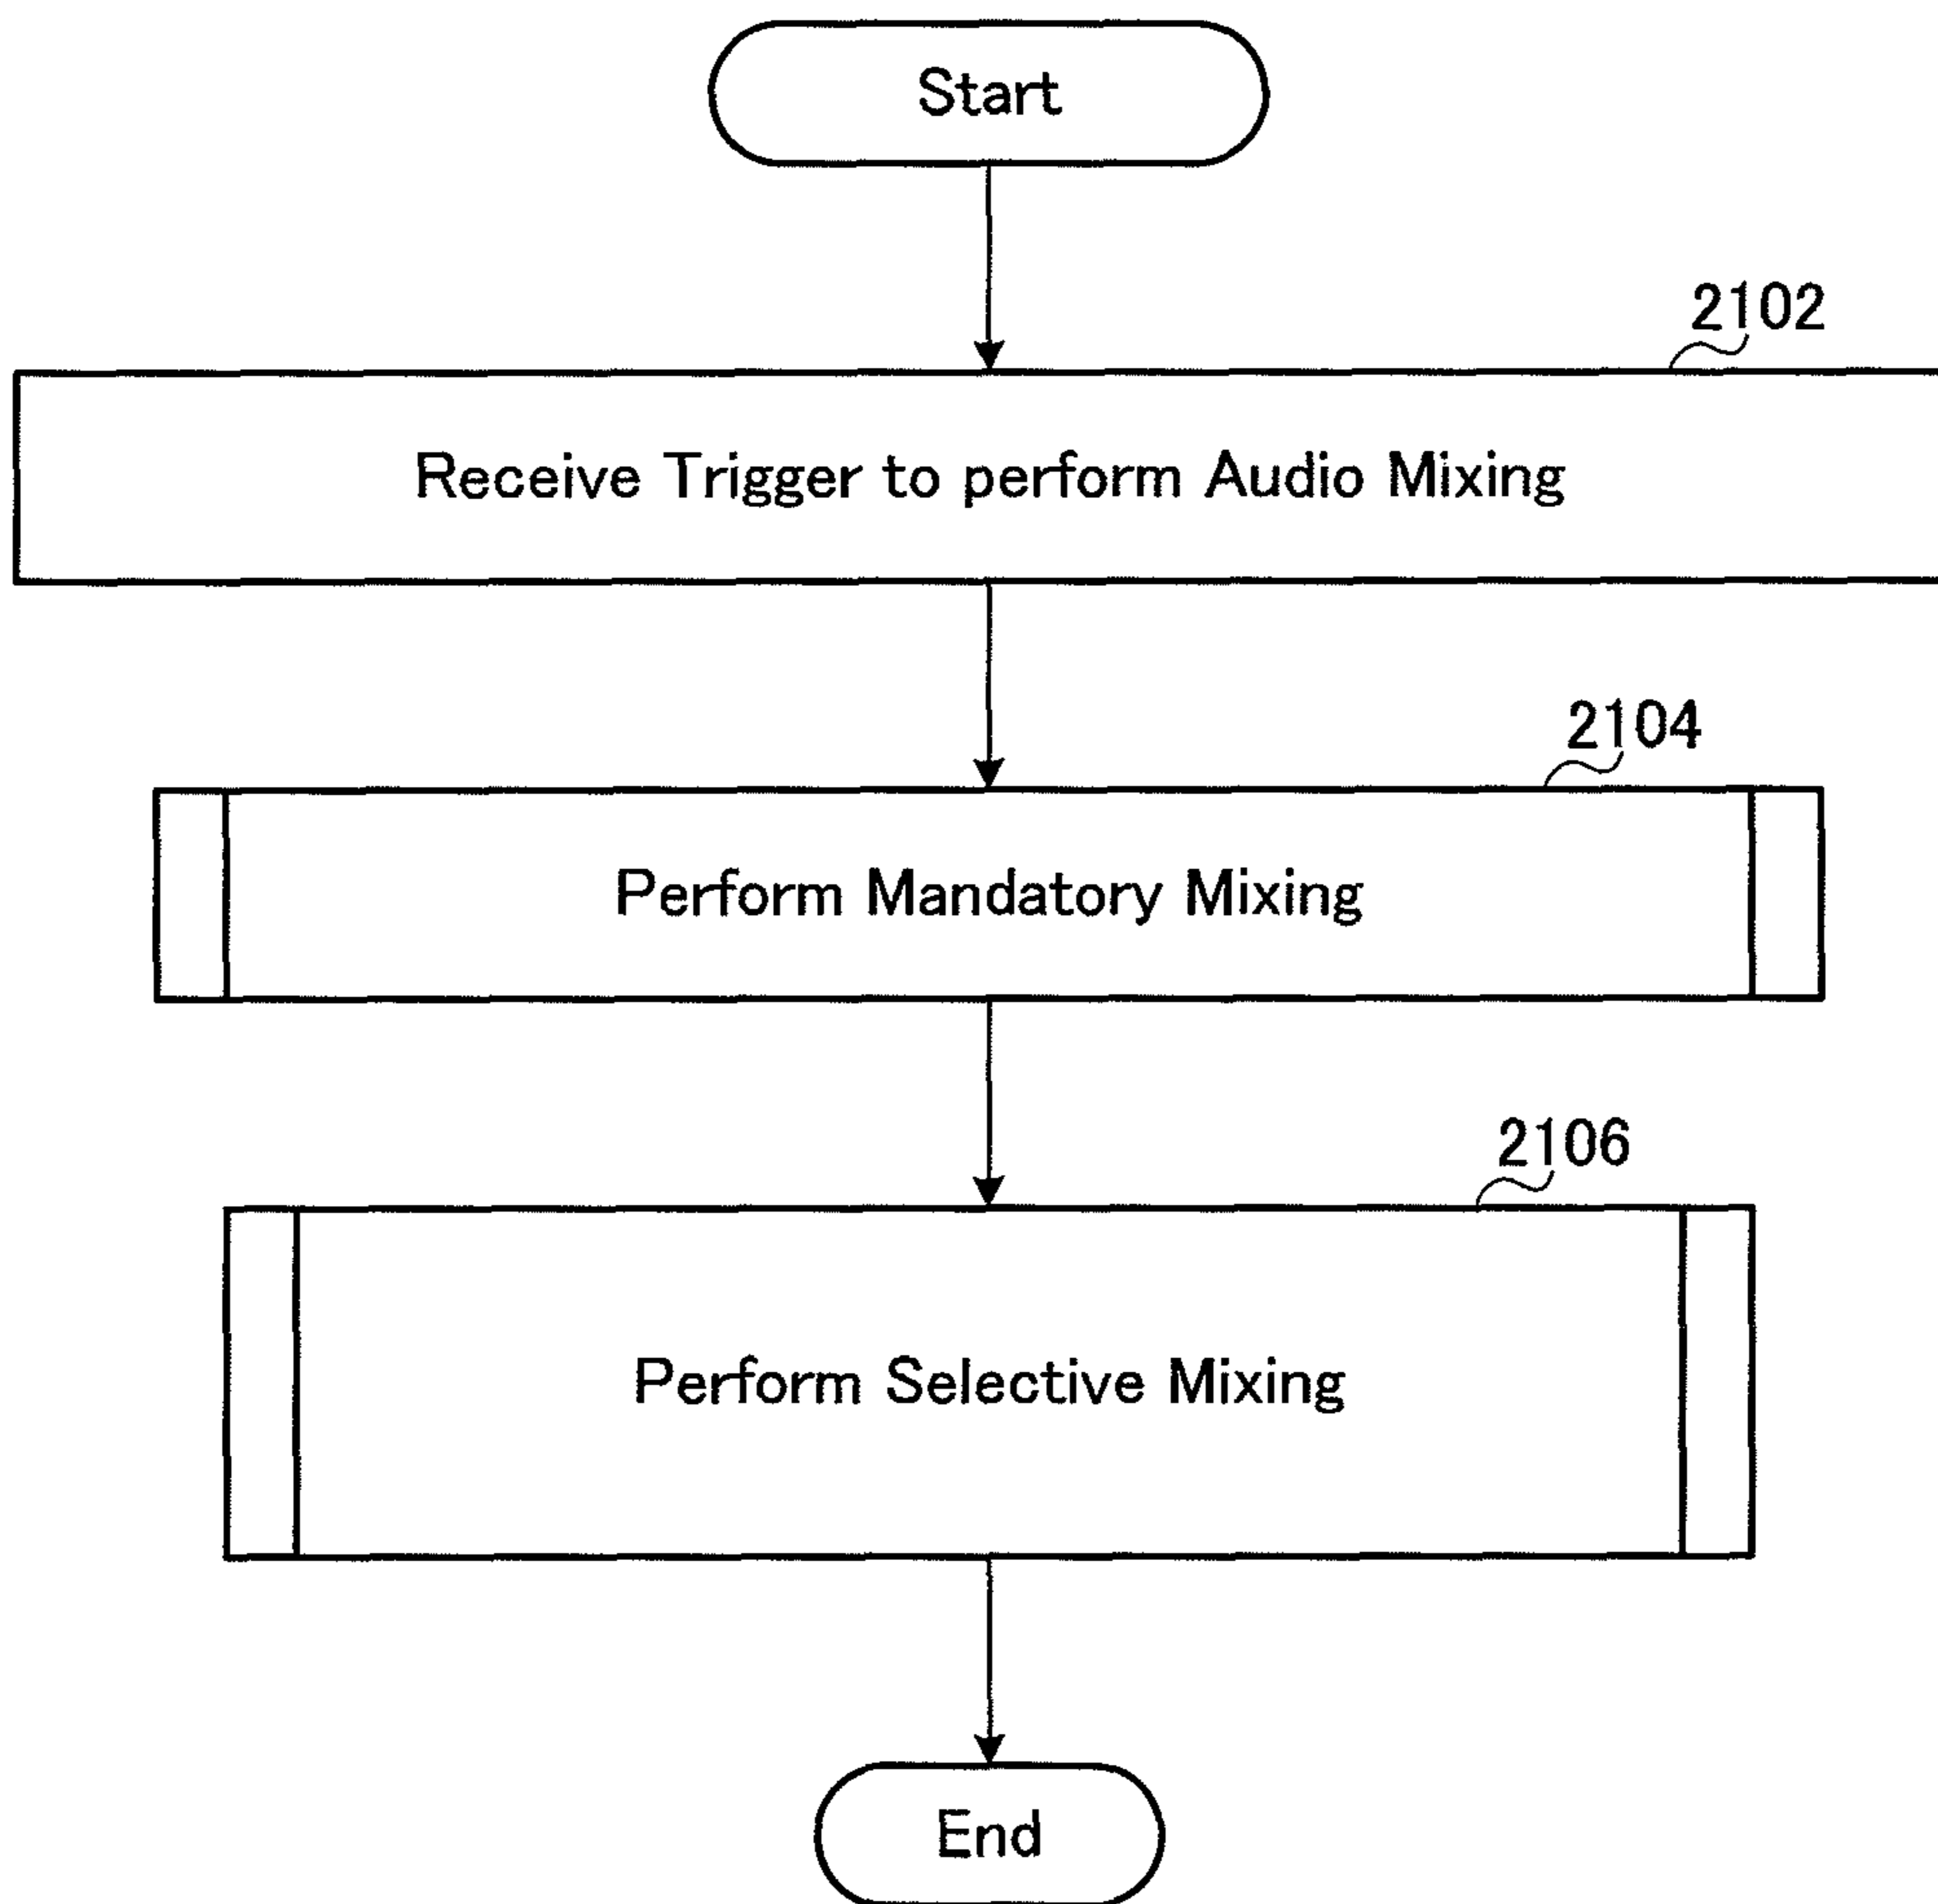 Start
2102
Receive Trigger to perform Audio Mixing
2104
Perform Mandatory Mixing
2106
Perform Selective Mixing
End